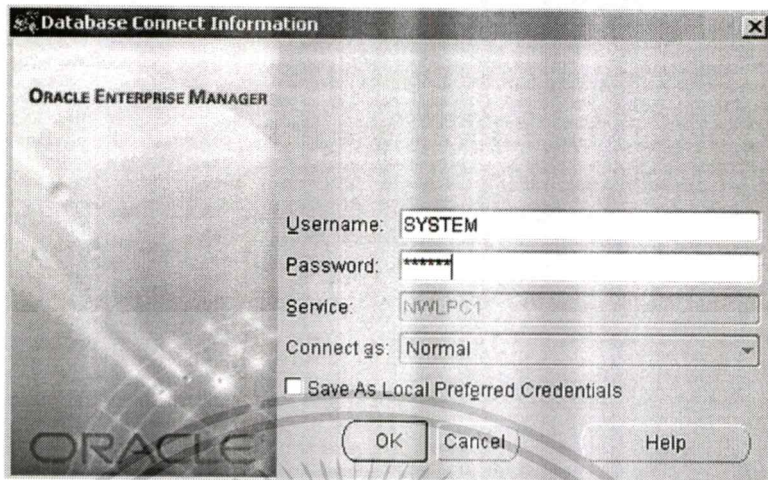 Database Connect Information
ORACLE ENTERPRISE MANAGER
Username: SYSTEM
Password: ******
Service: NWLPC1
Connect as: Normal
Save As Local Preferred Credentials
ORACLE
OK Cancel Help